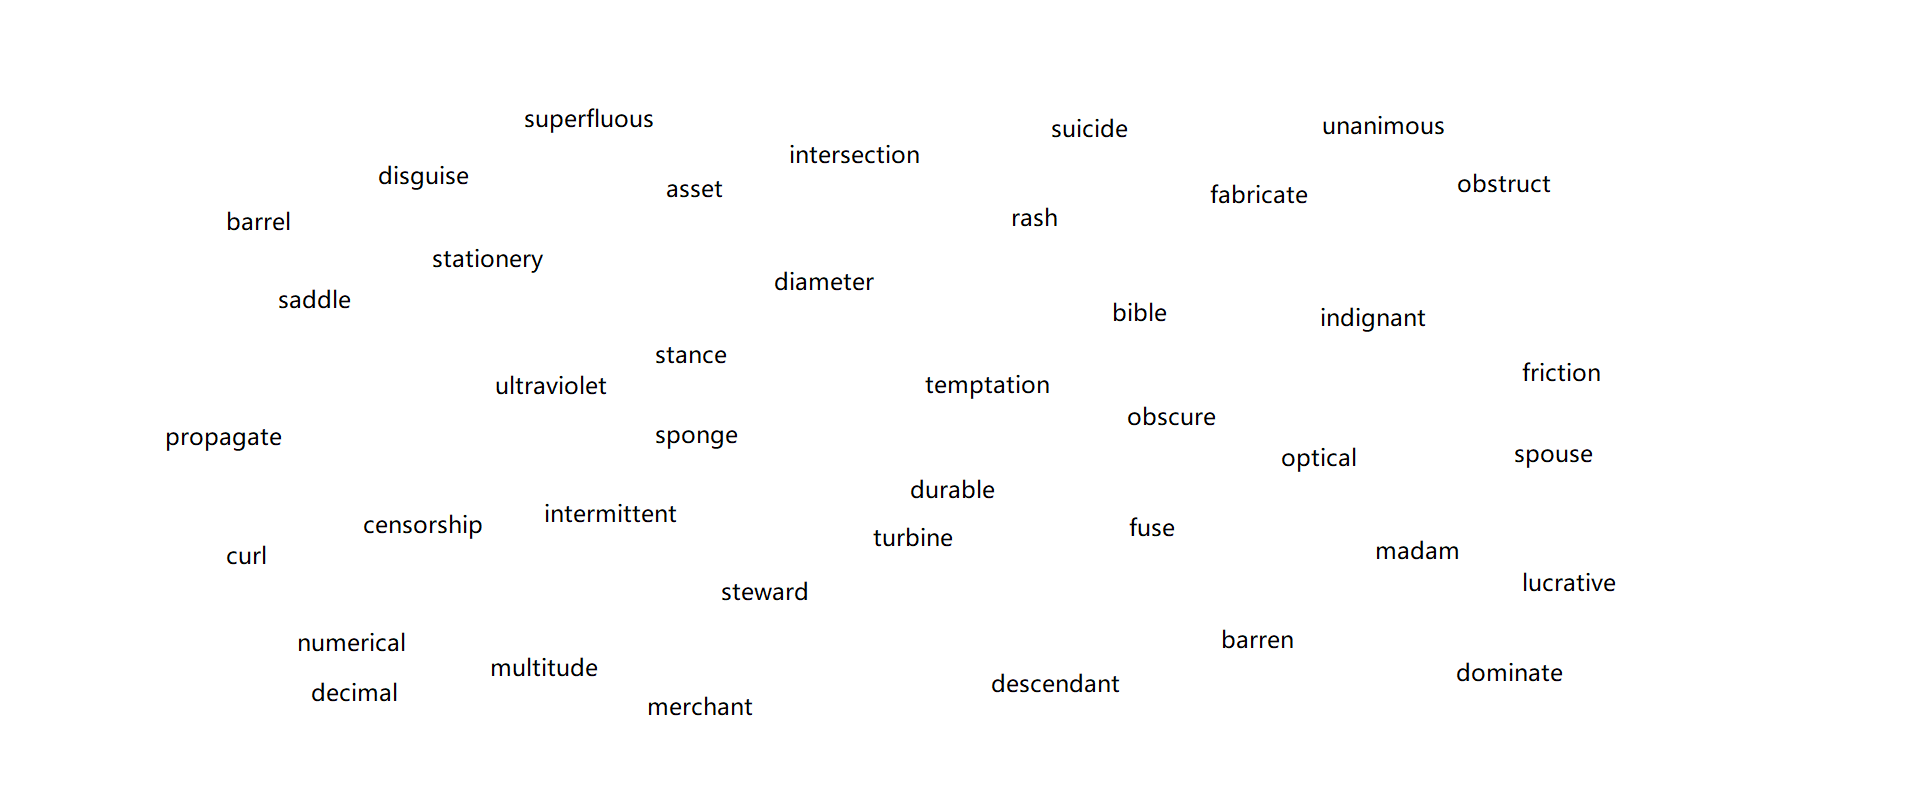 superfluous
suicide
unanimous
intersection
disguise
asset
fabricate
obstruct
barrel
rash
stationery
diameter
saddle
bible
indignant
stance
ultraviolet
temptation
friction
obscure
propagate
sponge
optical
spouse
durable
censorship
intermittent
turbine
fuse
curl
madam
steward
lucrative
numerical
barren
multitude
dominate
decimal
descendant
merchant